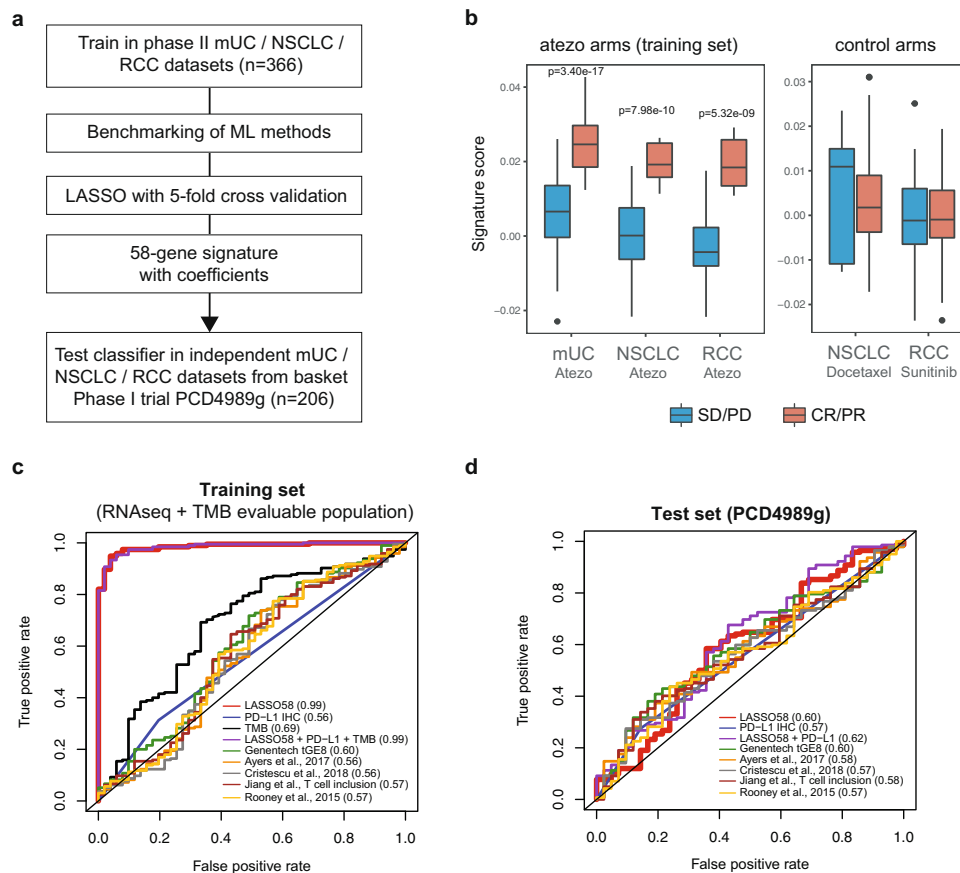 a
Train in phase II mUC / NSCLC /
RCC datasets (n=366)
Benchmarking of ML methods
LASSO with 5-fold cross validation
58-gene signature
with coefficients
Test classifier in independent mUC /
NSCLC / RCC datasets from basket
Phase I trial PCD4989g (n=206)
b
atezo arms (training set)
control arms
Signature score
0.04
0.02
0.00
−0.02
p=3.40e-17
p=7.98e-10
p=5.32e-09
mUC
Atezo
NSCLC
Atezo
RCC
Atezo
0.03
0.02
0.01
0.00
−0.01
−0.02
NSCLC
Docetaxel
RCC
Sunitinib
SD/PD
CR/PR
c
Training set
(RNAseq + TMB evaluable population)
True positive rate
1.0
0.8
0.6
0.4
0.2
0.0
LASSO58 (0.99)
PD−L1 IHC (0.56)
TMB (0.69)
LASSO58 + PD−L1 + TMB (0.99)
Genentech tGE8 (0.60)
Ayers et al., 2017 (0.56)
Cristescu et al., 2018 (0.56)
Jiang et al., T cell inclusion (0.57)
Rooney et al., 2015 (0.57)
0.0 0.2 0.4 0.6 0.8 1.0
False positive rate
d
Test set (PCD4989g)
True positive rate
1.0
0.8
0.6
0.4
0.2
0.0
LASSO58 (0.60)
PD−L1 IHC (0.57)
LASSO58 + PD−L1 (0.62)
Genentech tGE8 (0.60)
Ayers et al., 2017 (0.58)
Cristescu et al., 2018 (0.57)
Jiang et al., T cell inclusion (0.58)
Rooney et al., 2015 (0.57)
0.0 0.2 0.4 0.6 0.8 1.0
False positive rate